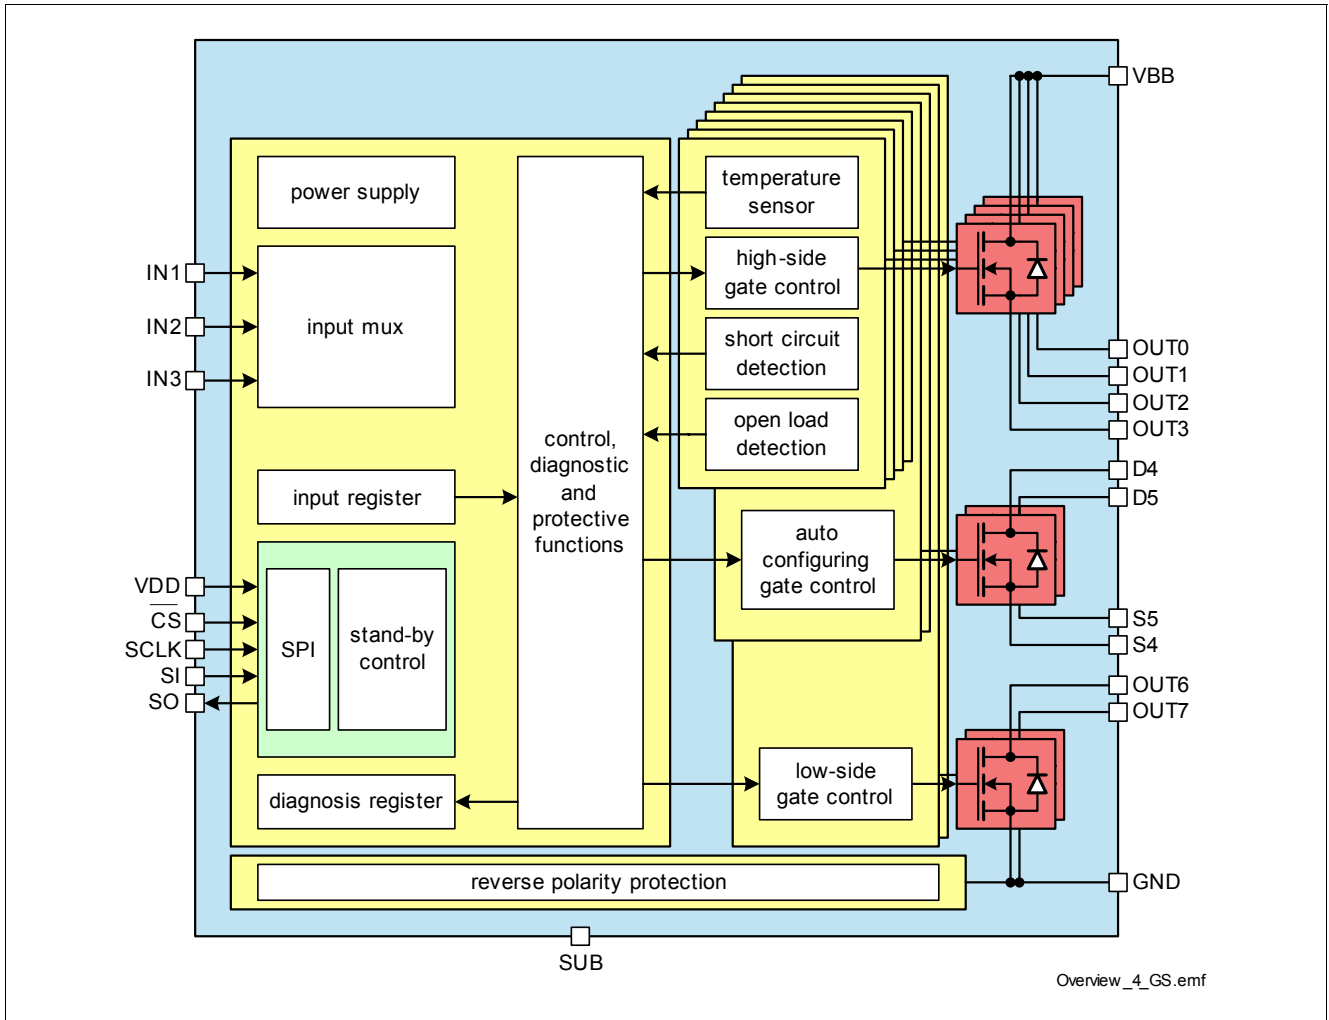 VBB
power supply
temperature
sensor
IN1
IN2
IN3
input mux
high-side
gate control
short circuit
detection
open load
detection
OUT0
OUT1
OUT2
OUT3
control,
diagnostic
and
protective
functions
input register
D4
D5
auto
configuring
gate control
VDD
CS
SCLK
SI
SO
SPI
stand-by
control
S5
S4
OUT6
OUT7
low-side
gate control
diagnosis register
reverse polarity protection
GND
SUB
Overview_4_GS.emf